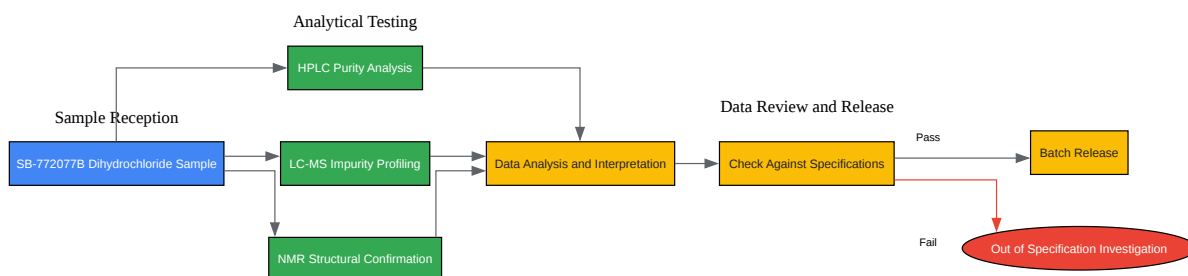 Analytical Testing
HPLC Purity Analysis
Sample Reception
Data Review and Release
SB-772077B Dihydrochloride Sample
LC-MS Impurity Profiling
Data Analysis and Interpretation
Check Against Specifications
Pass
Batch Release
NMR Structural Confirmation
Fail
Out of Specification Investigation